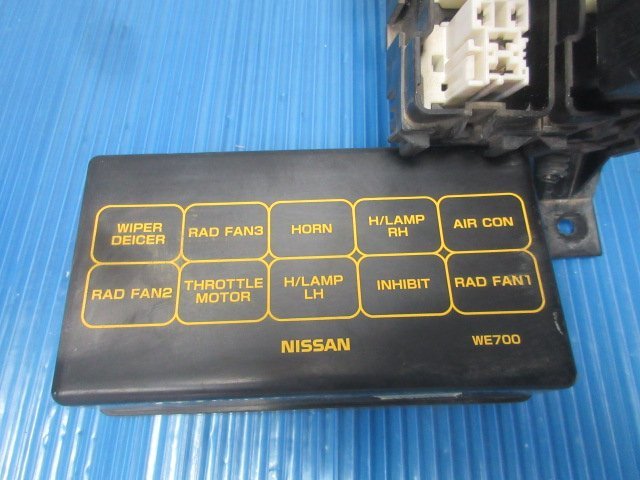 WIPER
DEICER
RAD FAN3
HORN
H/LAMP
RH
AIR CON
RAD FAN2
THROTTLE
MOTOR
H/LAMP
LH
INHIBIT
RAD FAN1
NISSAN
WE700